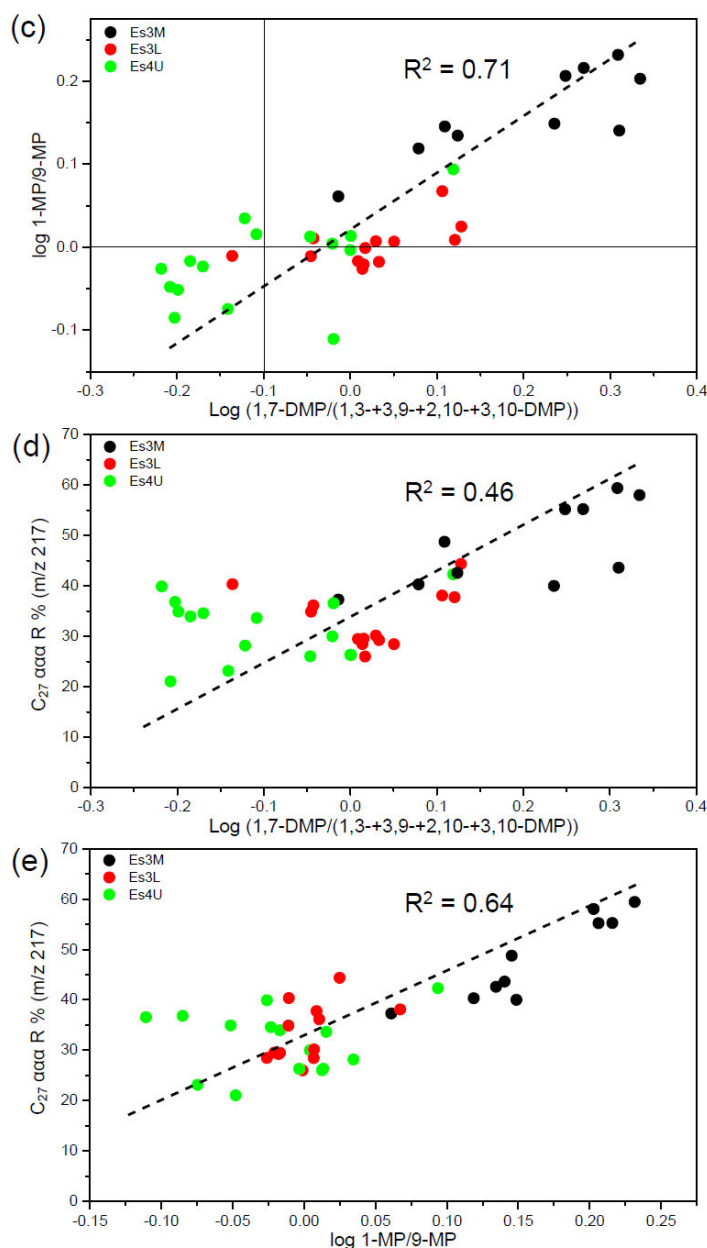 (c)
Es3M
Es3L
Es4U
R² = 0.71
log 1-MP/9-MP
0.2
0.1
0.0
-0.1
-0.3 -0.2 -0.1 0.0 0.1 0.2 0.3 0.4
Log (1,7-DMP/(1,3-+3,9-+2,10-+3,10-DMP))
(d)
Es3M
Es3L
Es4U
R² = 0.46
C₂₇ ααα R % (m/z 217)
70
60
50
40
30
20
10
0
-0.3 -0.2 -0.1 0.0 0.1 0.2 0.3 0.4
Log (1,7-DMP/(1,3-+3,9-+2,10-+3,10-DMP))
(e)
Es3M
Es3L
Es4U
R² = 0.64
C₂₇ ααα R % (m/z 217)
70
60
50
40
30
20
10
0
-0.15 -0.10 -0.05 0.00 0.05 0.10 0.15 0.20 0.25
log 1-MP/9-MP